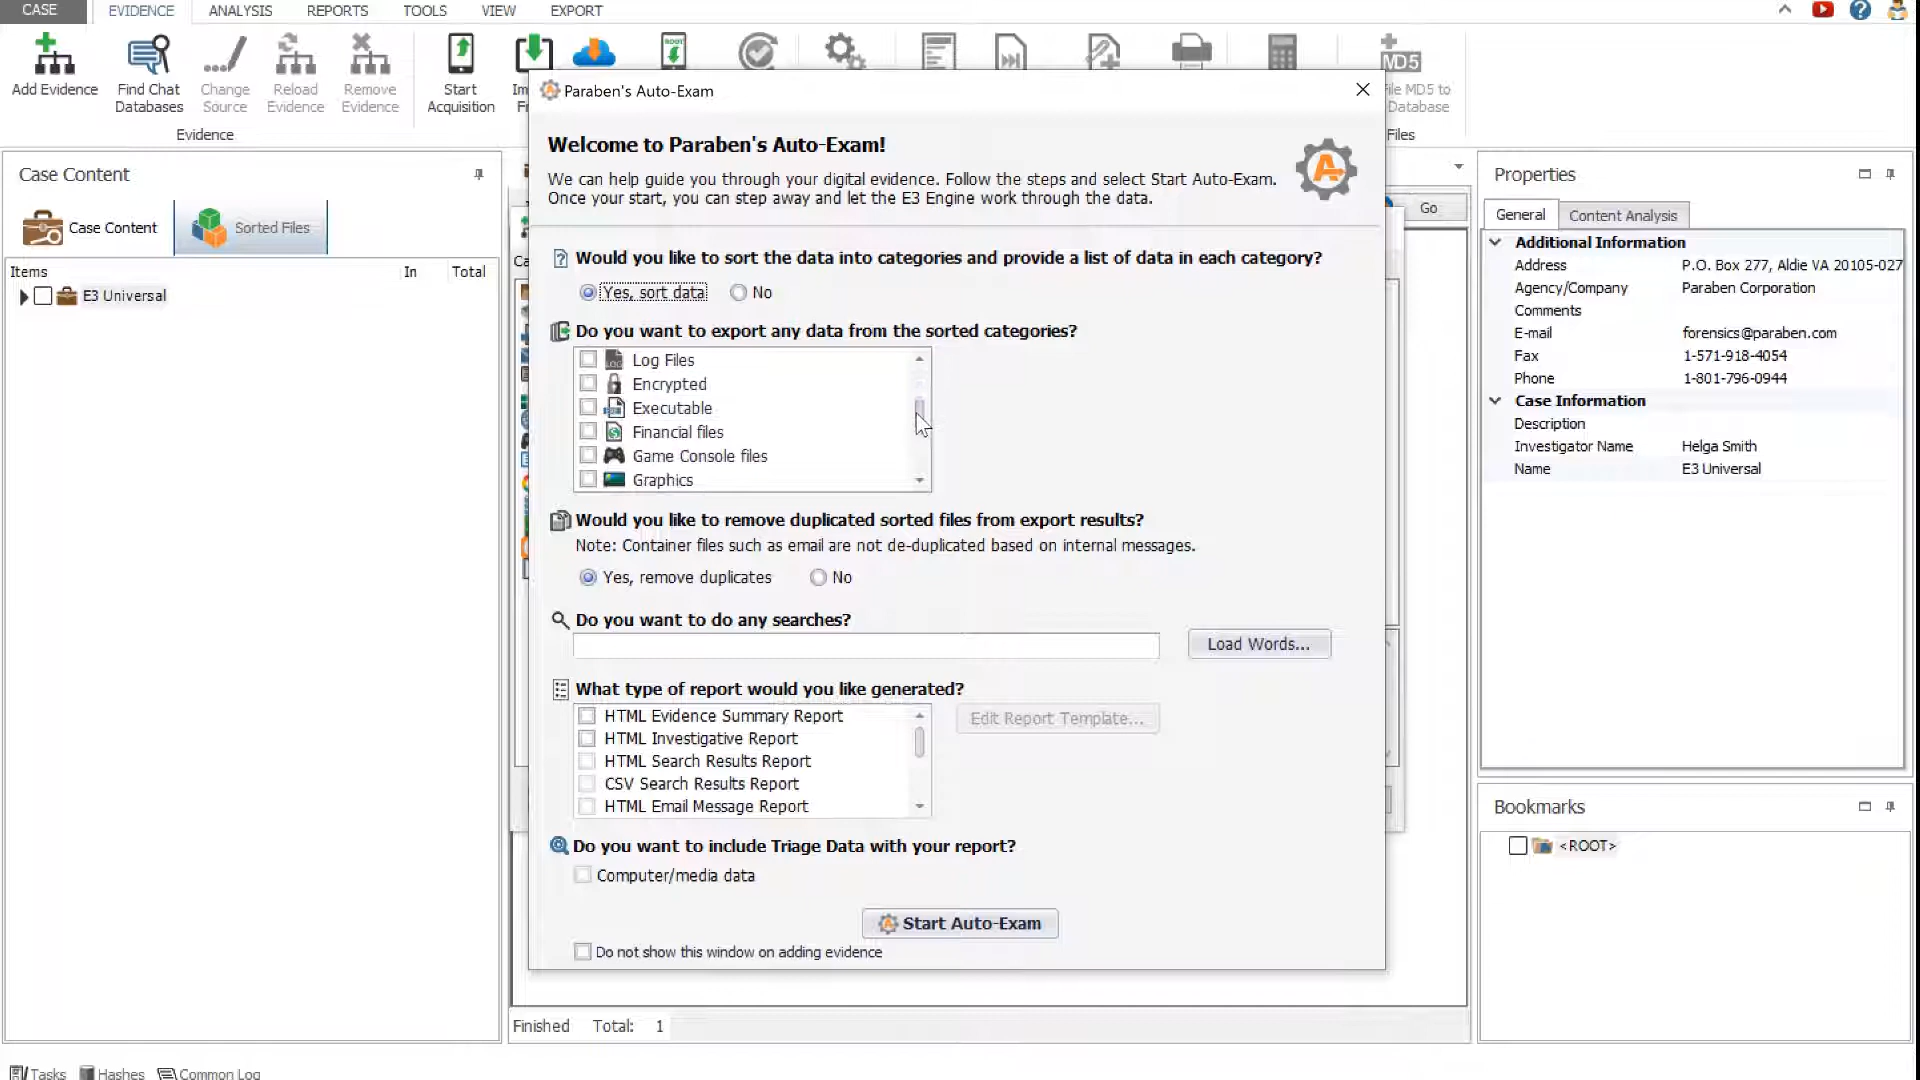 CASE
EVIDENCE
ANALYSIS
REPORTS
TOOLS
VIEW
EXPORT
Add Evidence
Find Chat
Databases
Change
Source
Reload
Evidence
Remove
Evidence
Start
Acquisition
ROOT
MD5
File MD5 to
Database
Evidence
Files
Case Content
Case Content
Sorted Files
Items In Total
E3 Universal
Go
Paraben's Auto-Exam
Welcome to Paraben's Auto-Exam!
We can help guide you through your digital evidence. Follow the steps and select Start Auto-Exam.
Once your start, you can step away and let the E3 Engine work through the data.
Would you like to sort the data into categories and provide a list of data in each category?
Yes, sort data
No
Do you want to export any data from the sorted categories?
Log Files
Encrypted
Executable
Financial files
Game Console files
Graphics
Would you like to remove duplicated sorted files from export results?
Note: Container files such as email are not de-duplicated based on internal messages.
Yes, remove duplicates
No
Do you want to do any searches?
Load Words...
What type of report would you like generated?
HTML Evidence Summary Report
HTML Investigative Report
HTML Search Results Report
CSV Search Results Report
HTML Email Message Report
Edit Report Template...
Do you want to include Triage Data with your report?
Computer/media data
Start Auto-Exam
Do not show this window on adding evidence
Finished Total: 1
Properties
General
Content Analysis
Additional Information
Address P.O. Box 277, Aldie VA 20105-027
Agency/Company Paraben Corporation
Comments
E-mail forensics@paraben.com
Fax 1-571-918-4054
Phone 1-801-796-0944
Case Information
Description
Investigator Name Helga Smith
Name E3 Universal
Bookmarks
<ROOT>
Tasks
Hashes
Common Log